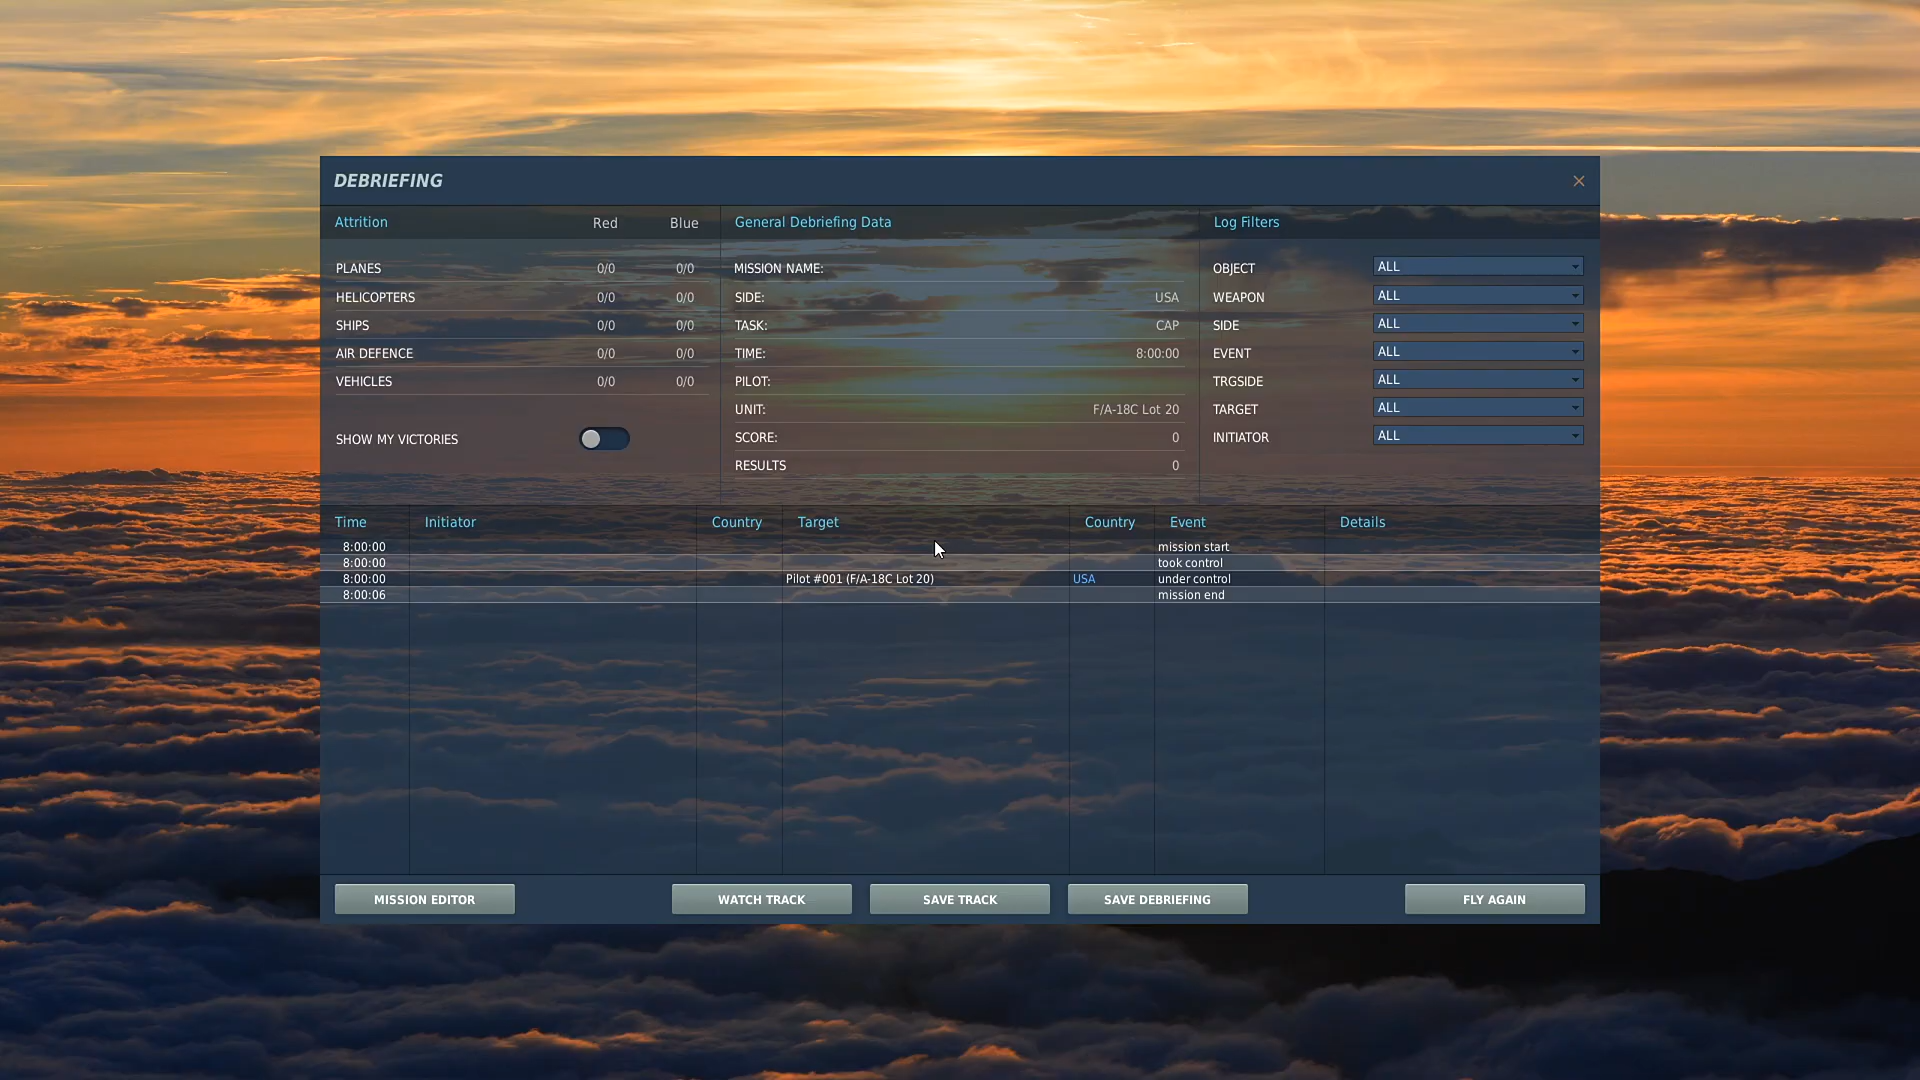 DEBRIEFING
Attrition Red Blue
PLANES 0/0 0/0
HELICOPTERS 0/0 0/0
SHIPS 0/0 0/0
AIR DEFENCE 0/0 0/0
VEHICLES 0/0 0/0
SHOW MY VICTORIES
General Debriefing Data
MISSION NAME:
SIDE: USA
TASK: CAP
TIME: 8:00:00
PILOT:
UNIT: F/A-18C Lot 20
SCORE: 0
RESULTS 0
Log Filters
OBJECT ALL
WEAPON ALL
SIDE ALL
EVENT ALL
TRGSIDE ALL
TARGET ALL
INITIATOR ALL
Time Initiator Country Target Country Event Details
8:00:00 mission start
8:00:00 took control
8:00:00 Pilot #001 (F/A-18C Lot 20) USA under control
8:00:06 mission end
MISSION EDITOR WATCH TRACK SAVE TRACK SAVE DEBRIEFING FLY AGAIN